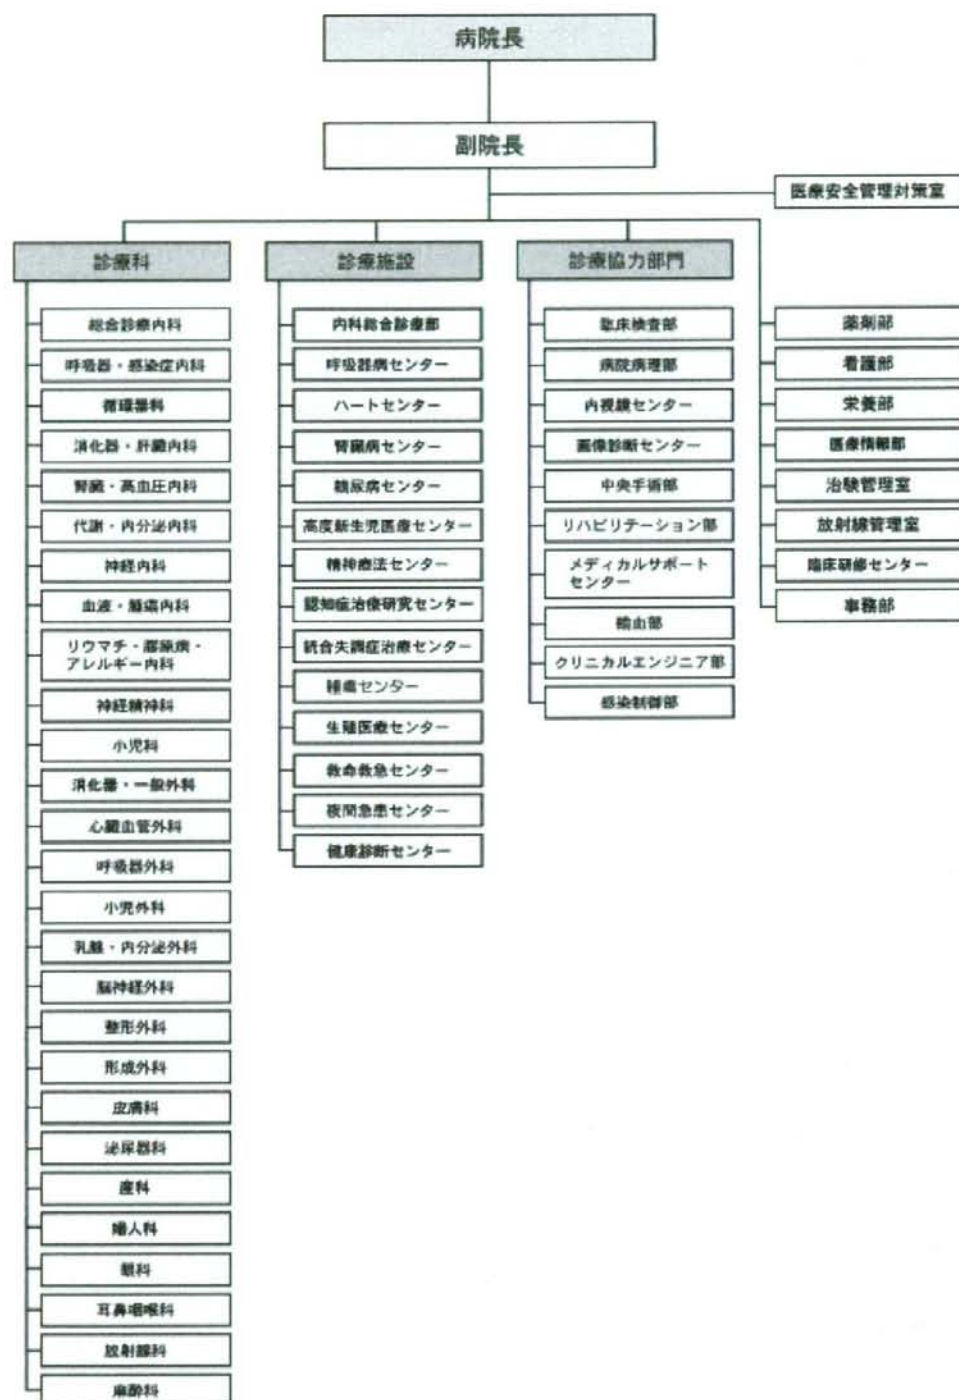 病院長
副院長
医療安全管理対策室
診療科
総合診療内科
呼吸器・感染症内科
循環器科
消化器・肝臓内科
腎臓・高血圧内科
代謝・内分泌内科
神経内科
血液・腫瘍内科
リウマチ・膠原病・
アレルギー内科
神経精神科
小児科
消化器・一般外科
心臓血管外科
呼吸器外科
小児外科
乳腺・内分泌外科
脳神経外科
整形外科
形成外科
皮膚科
泌尿器科
産科
婦人科
眼科
耳鼻咽喉科
放射線科
麻酔科
診療施設
内科総合診療部
呼吸器病センター
ハートセンター
腎臓病センター
糖尿病センター
高度新生児医療センター
精神療法センター
認知症治療研究センター
統合失調症治療センター
腫瘍センター
生殖医療センター
救命救急センター
夜間急患センター
健康診断センター
診療協力部門
臨床検査部
病院病理部
内視鏡センター
画像診断センター
中央手術部
リハビリテーション部
メディカルサポート
センター
輸血部
クリニカルエンジニア部
感染制御部
薬剤部
看護部
栄養部
医療情報部
治験管理室
放射線管理室
臨床研修センター
事務部